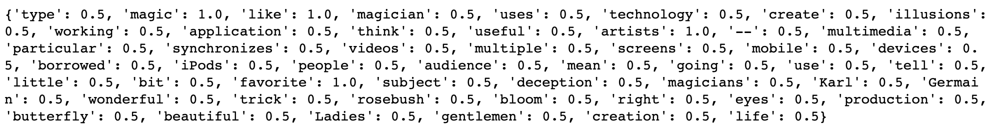 {'type': 0.5, 'magic': 1.0, 'like': 1.0, 'magician': 0.5, 'uses': 0.5, 'technology': 0.5, 'create': 0.5, 'illusions':
0.5, 'working': 0.5, 'application': 0.5, 'think': 0.5, 'useful': 0.5, 'artists': 1.0, '--': 0.5, 'multimedia': 0.5,
'particular': 0.5, 'synchronizes': 0.5, 'videos': 0.5, 'multiple': 0.5, 'screens': 0.5, 'mobile': 0.5, 'devices': 0.
5, 'borrowed': 0.5, 'iPods': 0.5, 'people': 0.5, 'audience': 0.5, 'mean': 0.5, 'going': 0.5, 'use': 0.5, 'tell': 0.5,
'little': 0.5, 'bit': 0.5, 'favorite': 1.0, 'subject': 0.5, 'deception': 0.5, 'magicians': 0.5, 'Karl': 0.5, 'Germai
n': 0.5, 'wonderful': 0.5, 'trick': 0.5, 'rosebush': 0.5, 'bloom': 0.5, 'right': 0.5, 'eyes': 0.5, 'production': 0.5,
'butterfly': 0.5, 'beautiful': 0.5, 'Ladies': 0.5, 'gentlemen': 0.5, 'creation': 0.5, 'life': 0.5}